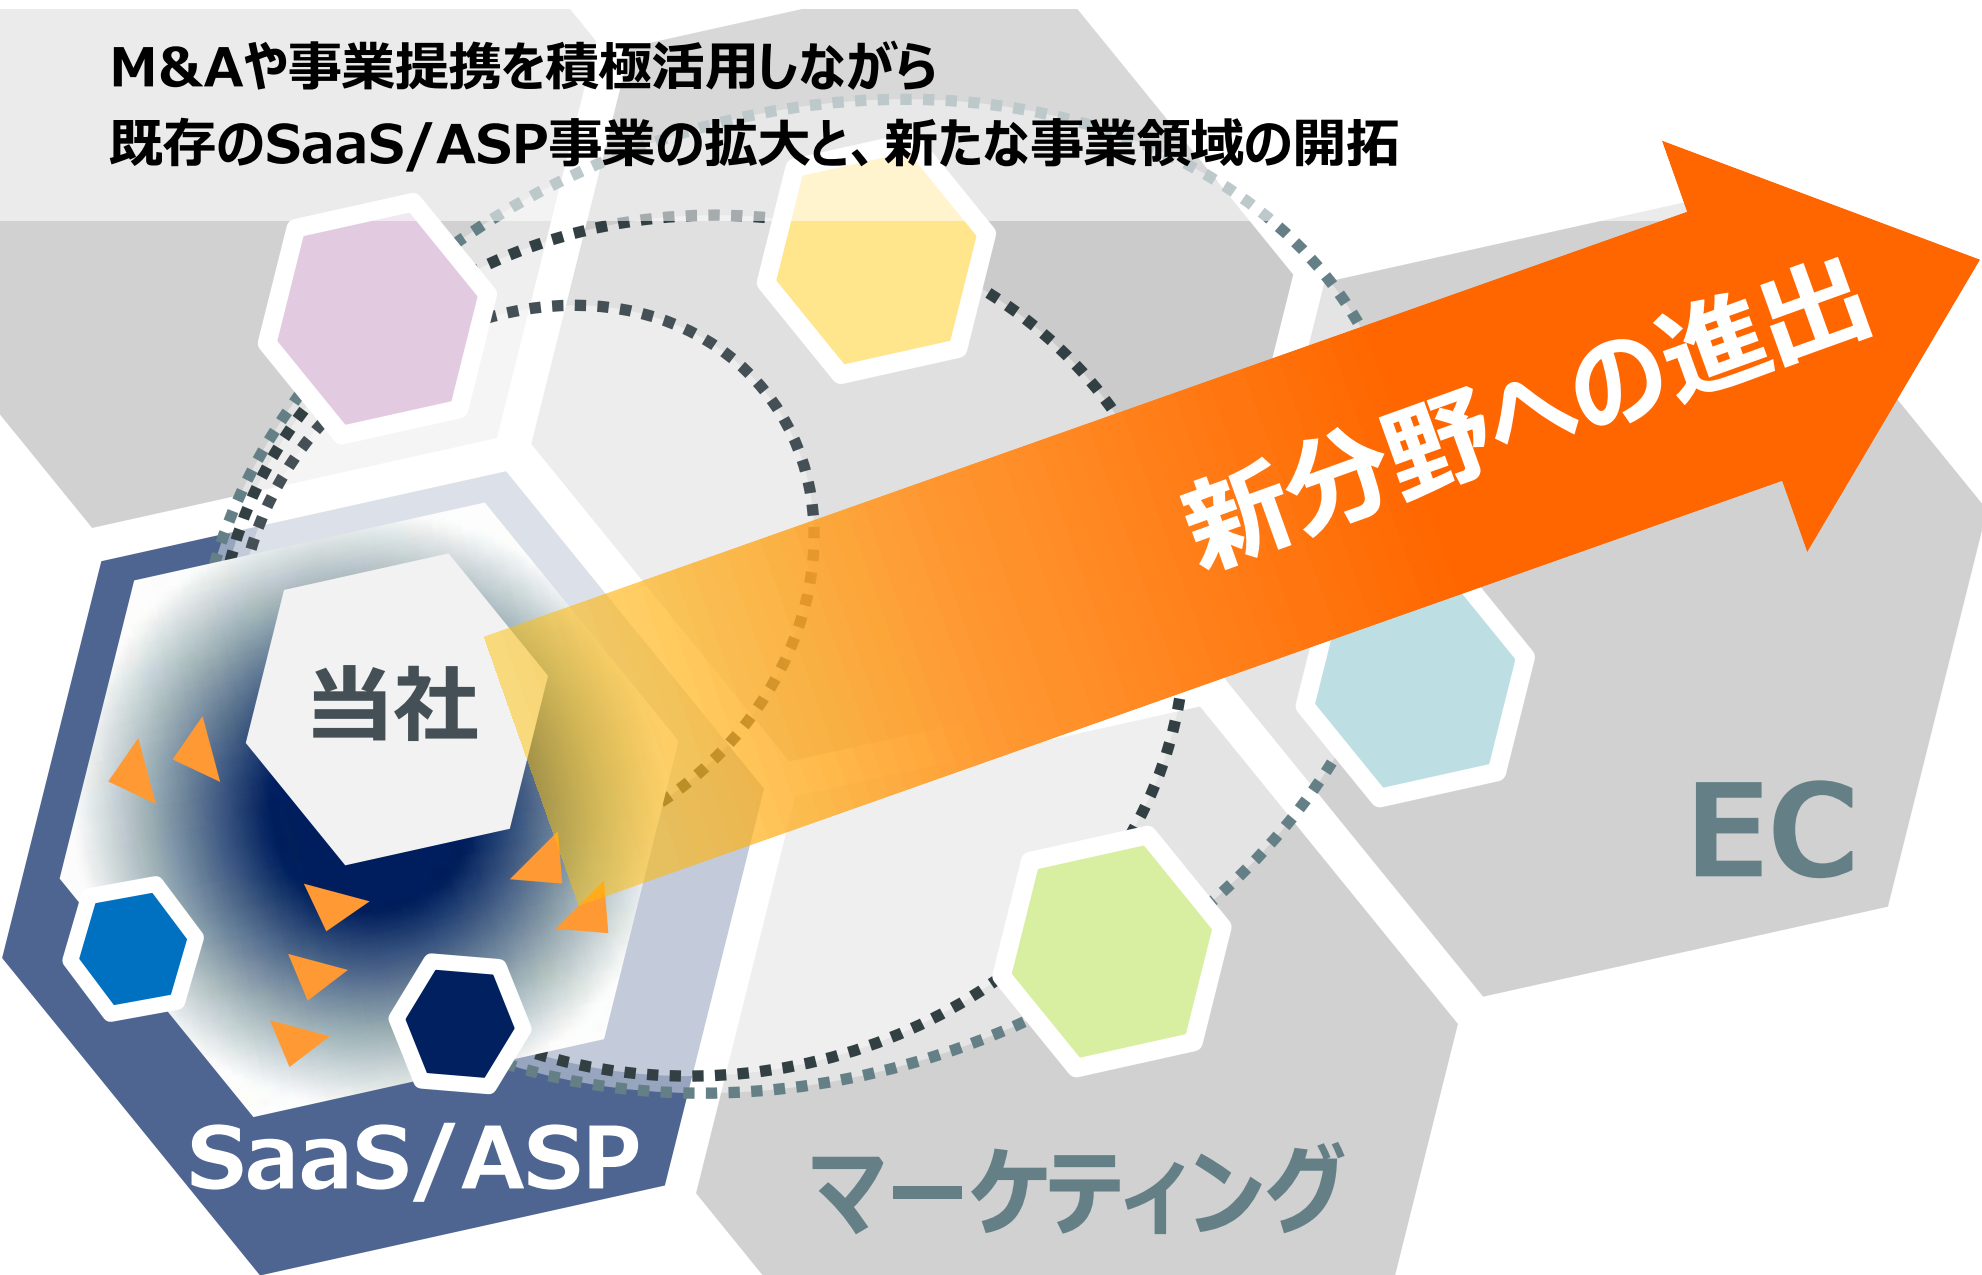 M&Aや事業提携を積極活用しながら
既存のSaaS/ASP事業の拡大と、新たな事業領域の開拓
新分野への進出
当社
EC
SaaS/ASP
マーケティング